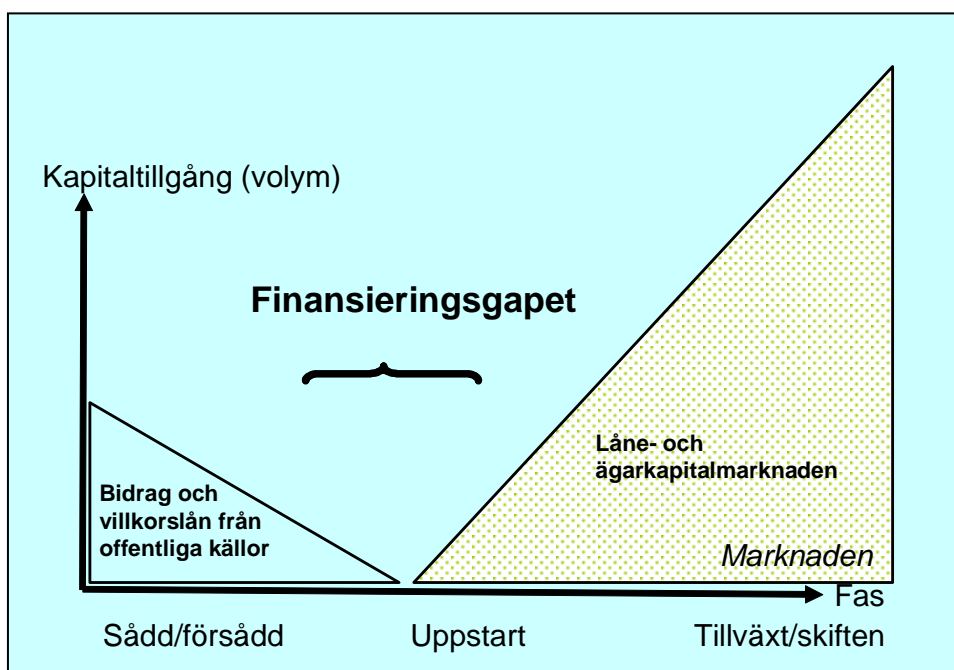 Kapitaltillgång (volym)
Finansieringsgapet
Låne- och
ägarkapitalmarknaden
Bidrag och
villkorslån från
offentliga källor
Marknaden
Fas
Sådd/försådd
Uppstart
Tillväxt/skiften